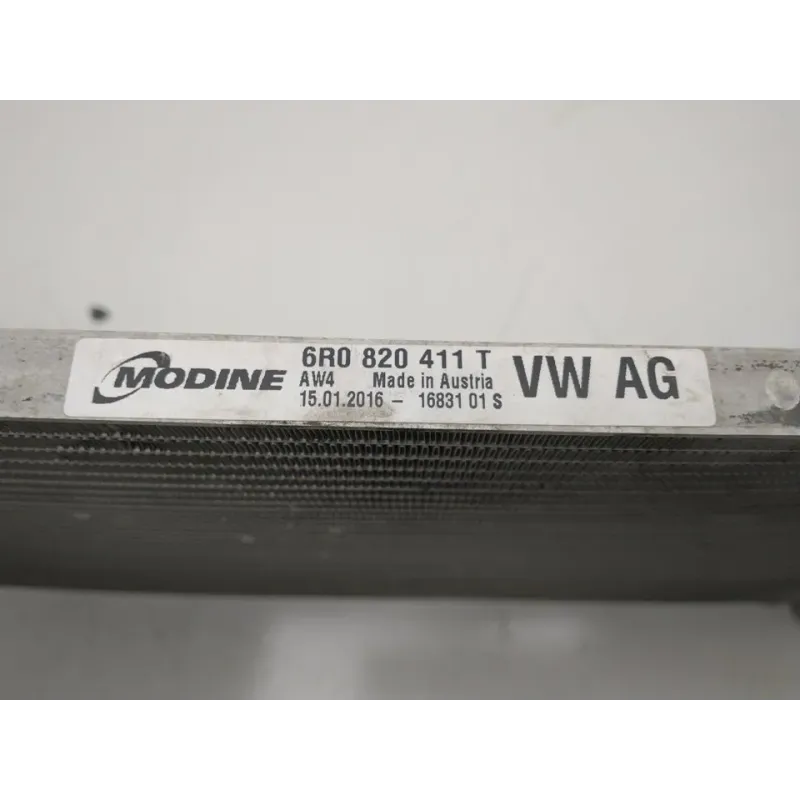 MODINE
6R0 820 411 T
AW4 Made in Austria
15.01.2016 - 16831 01 S
VW AG